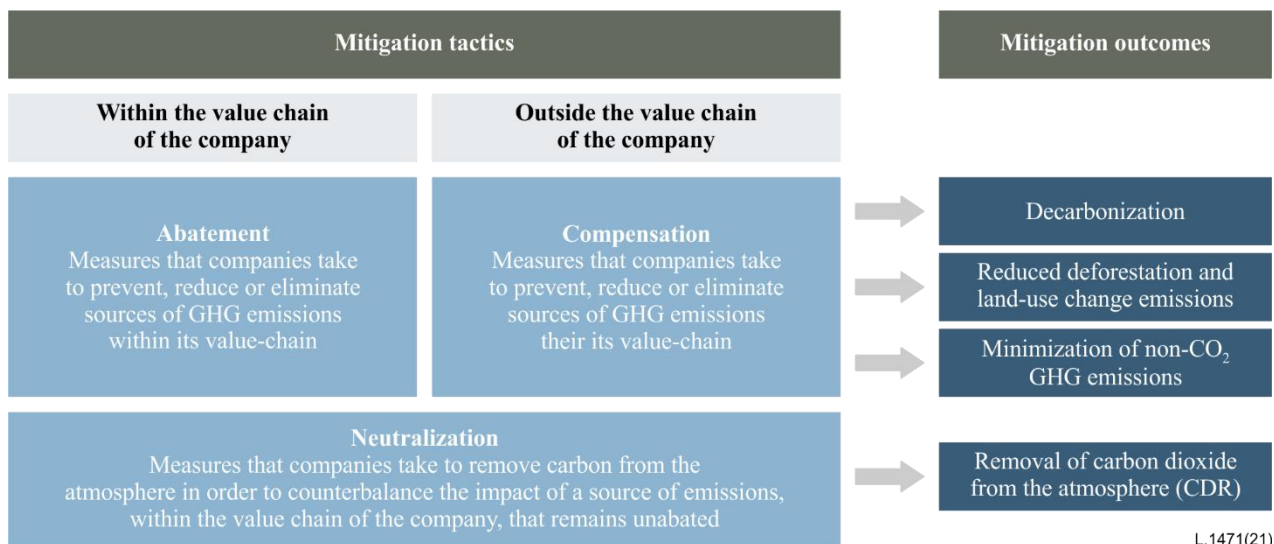 Mitigation tactics
Mitigation outcomes
Within the value chain
of the company
Outside the value chain
of the company
Abatement
Measures that companies take
to prevent, reduce or eliminate
sources of GHG emissions
within its value-chain
Compensation
Measures that companies take
to prevent, reduce or eliminate
sources of GHG emissions
their its value-chain
Decarbonization
Reduced deforestation and
land-use change emissions
Minimization of non-CO₂
GHG emissions
Neutralization
Measures that companies take to remove carbon from the
atmosphere in order to counterbalance the impact of a source of emissions,
within the value chain of the company, that remains unabated
Removal of carbon dioxide
from the atmosphere (CDR)
L.1471(21)